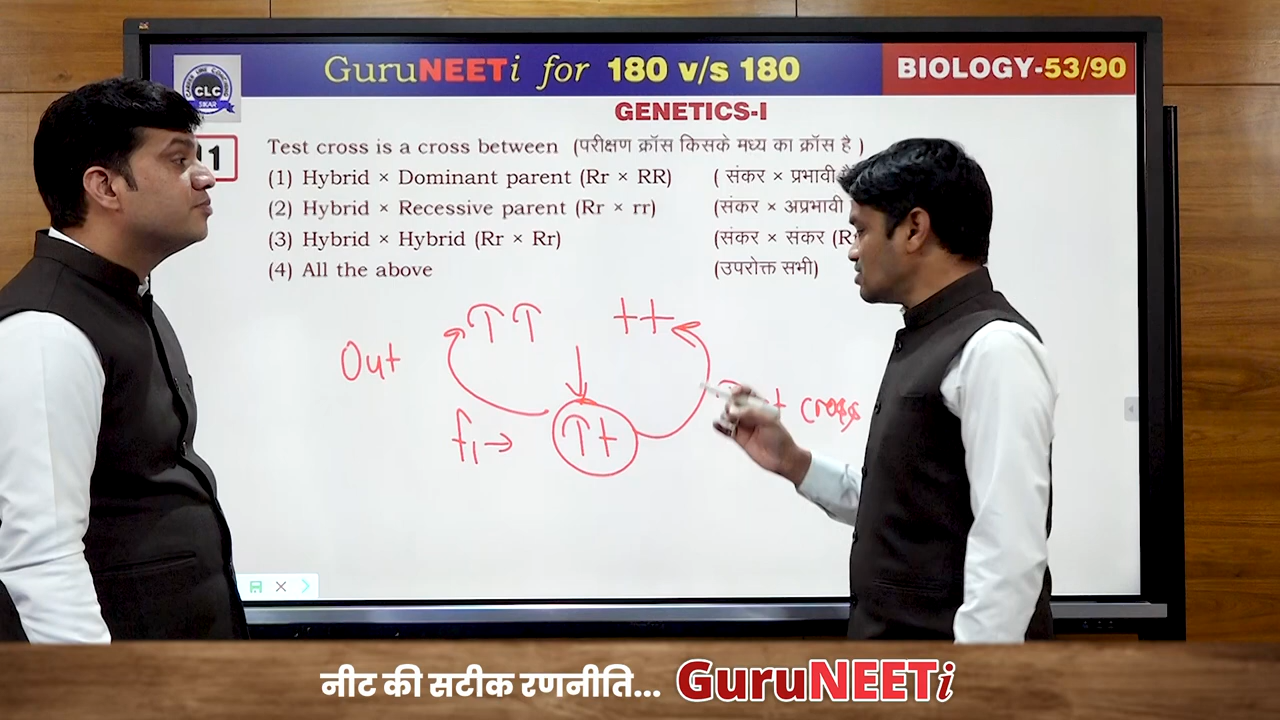 GuruNEETi for 180 v/s 180
BIOLOGY-53/90
CLC
SIKAR
GENETICS-I
Test cross is a cross between (परीक्षण क्रॉस किसके मध्य का क्रॉस है )
(1) Hybrid × Dominant parent (Rr × RR) ( संकर × प्रभावी
(2) Hybrid × Recessive parent (Rr × rr) (संकर × अप्रभावी
(3) Hybrid × Hybrid (Rr × Rr) (संकर × संकर (R
(4) All the above (उपरोक्त सभी)
TT tt
Out
cross
f1→ Tt
नीट की सटीक रणनीति... GuruNEETi